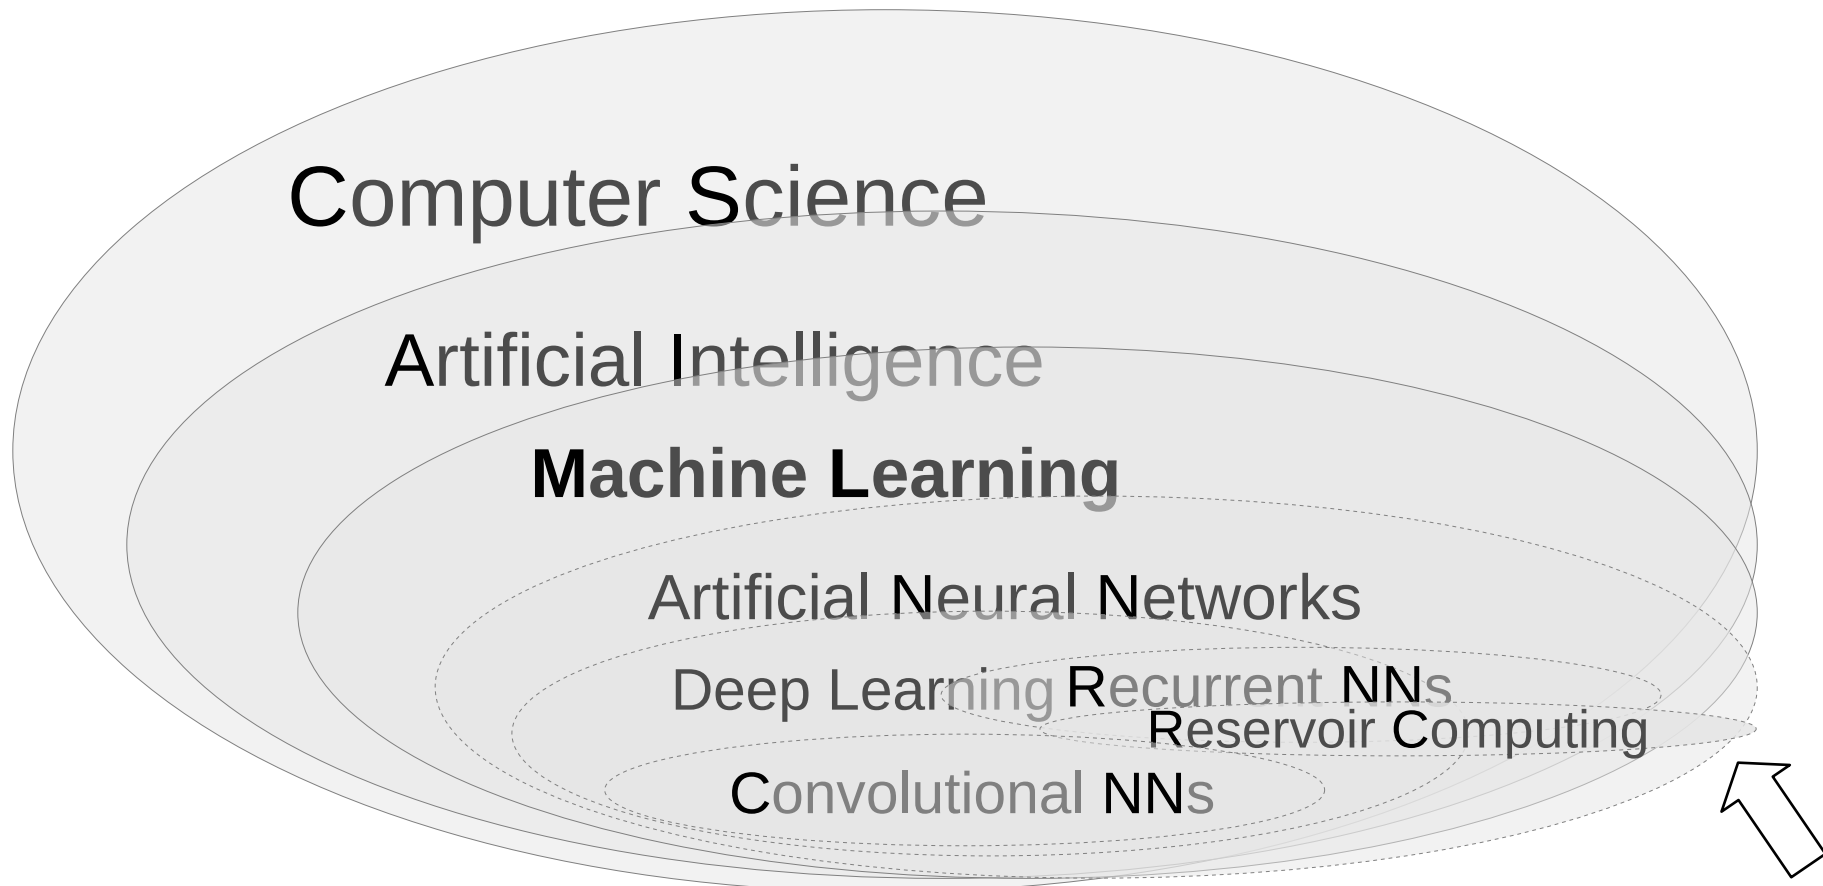 Computer Science
Artificial Intelligence
Machine Learning
Artificial Neural Networks
Deep Learning
Recurrent NNs
Reservoir Computing
Convolutional NNs